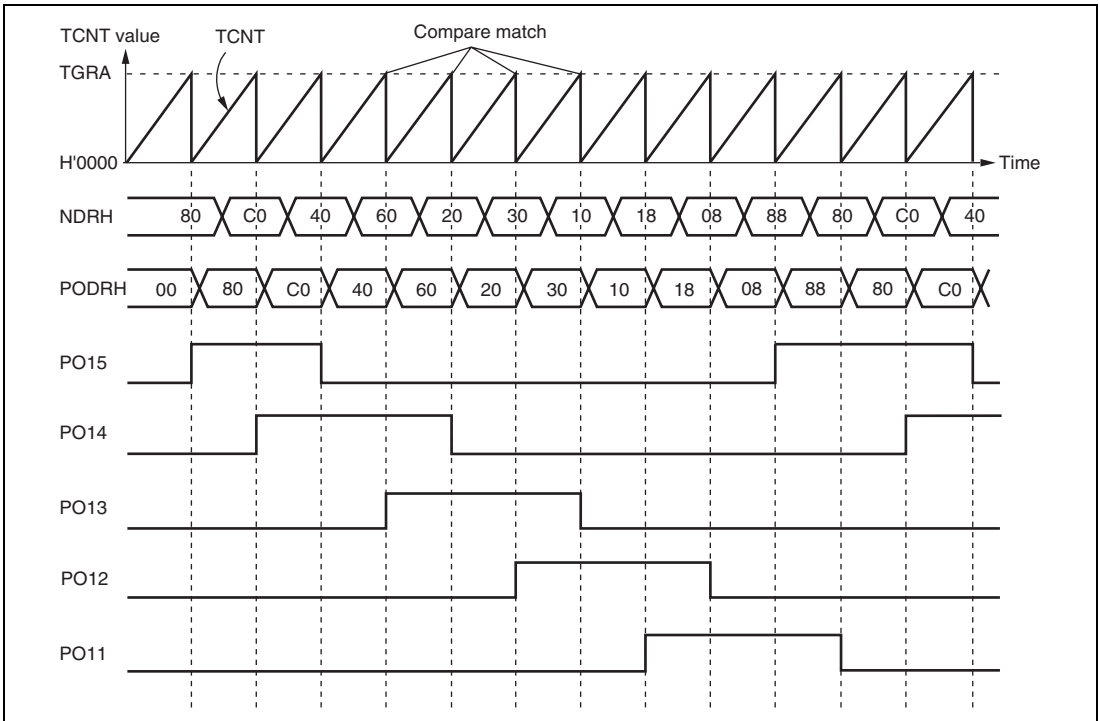 TCNT value
TCNT
Compare match
TGRA
H'0000
Time
NDRH 80 C0 40 60 20 30 10 18 08 88 80 C0 40
PODRH 00 80 C0 40 60 20 30 10 18 08 88 80 C0
PO15
PO14
PO13
PO12
PO11